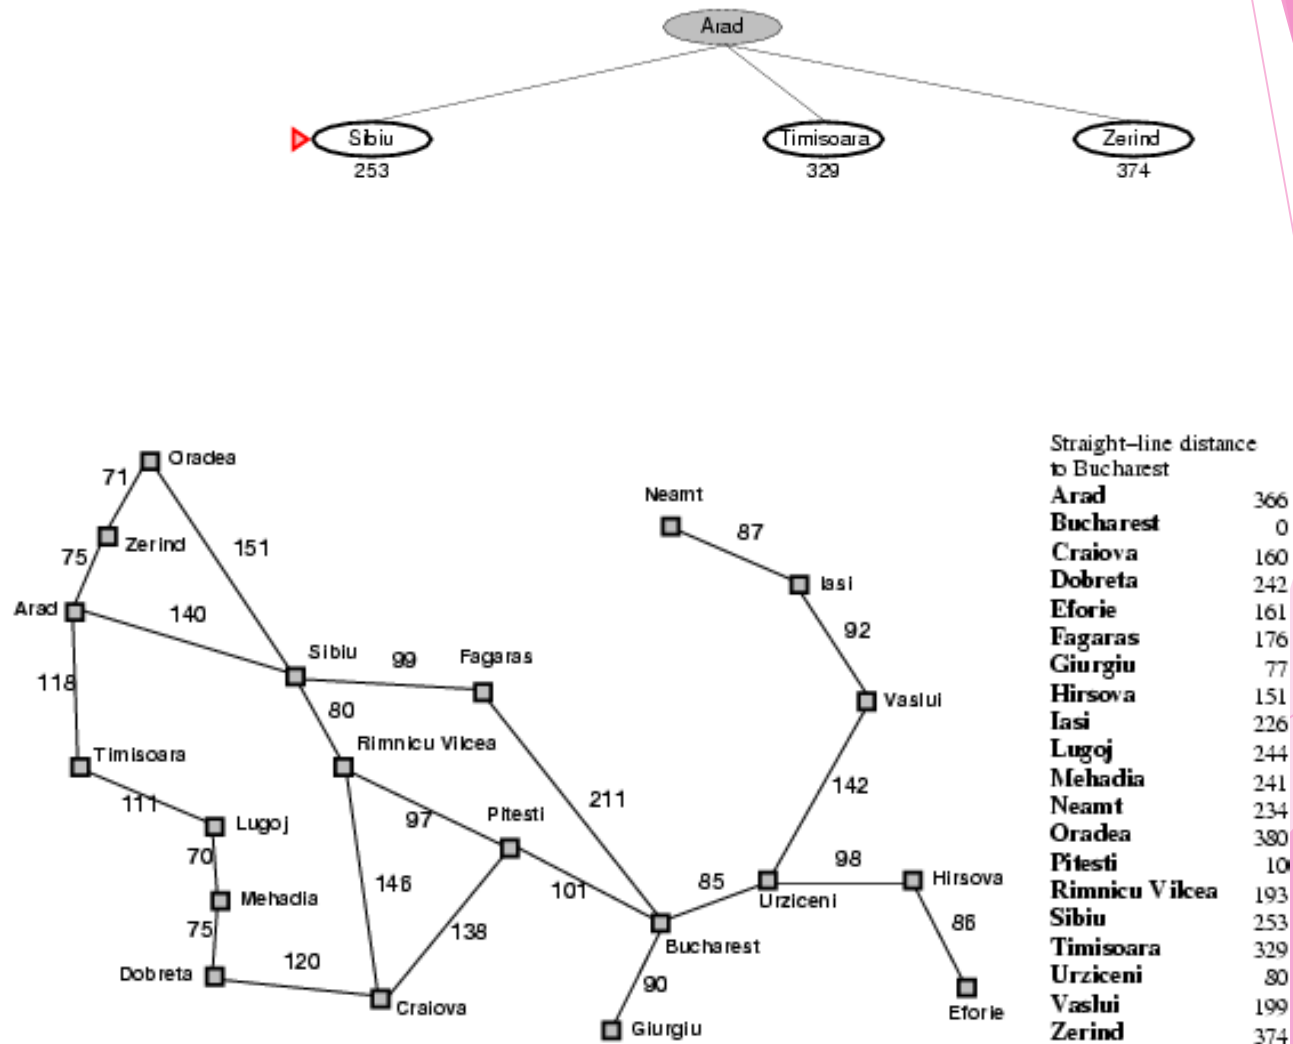 Arad
Sibiu
Timisoara
Zerind
253
329
374
Oradea
71
Neamt
87
Zerind
151
75
Iasi
Arad
140
92
Sibiu
99
Fagaras
118
80
Vaslui
Rimnicu Vilcea
Timisoara
111
211
142
97
Pitesti
Lugoj
70
98
146
101
85
Hirsova
Mehadia
Urziceni
75
138
86
Bucharest
120
Dobreta
90
Craiova
Eforie
Giurgiu
Straight-line distance
to Bucharest
Arad 366
Bucharest 0
Craiova 160
Dobreta 242
Eforie 161
Fagaras 176
Giurgiu 77
Hirsova 151
Iasi 226
Lugoj 244
Mehadia 241
Neamt 234
Oradea 380
Pitesti 10
Rimnicu Vilcea 193
Sibiu 253
Timisoara 329
Urziceni 80
Vaslui 199
Zerind 374